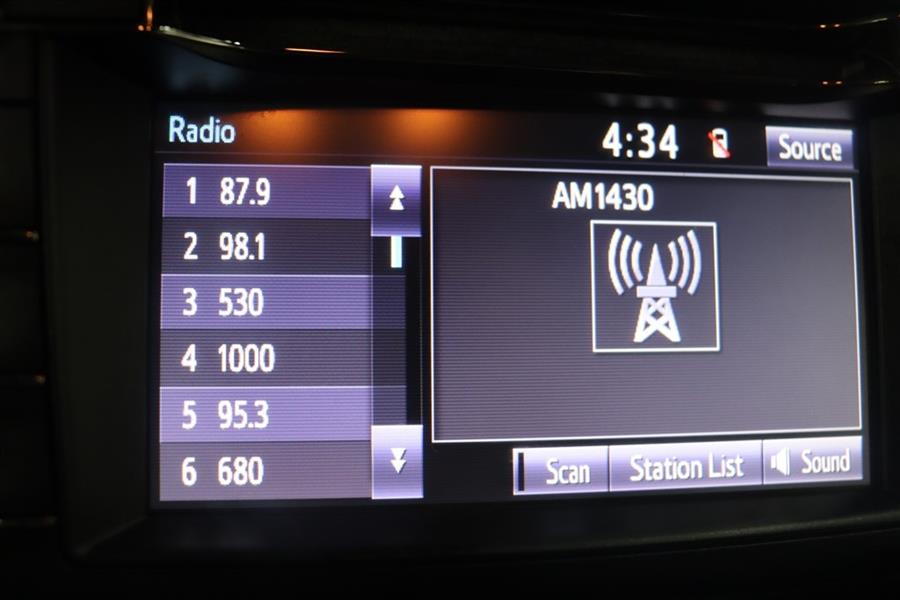 Radio
4:34
Source
1 87.9
2 98.1
3 530
4 1000
5 95.3
6 680
AM1430
Scan
Station List
Sound